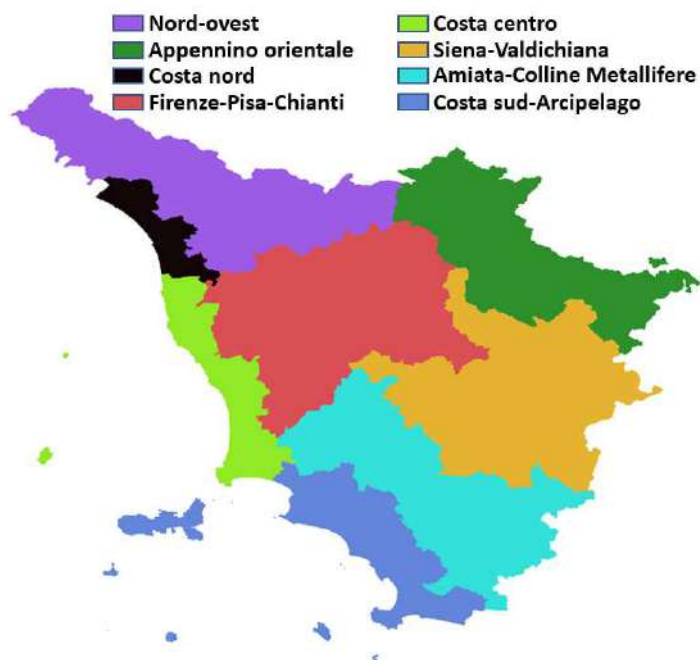 Nord-ovest
Appennino orientale
Costa nord
Firenze-Pisa-Chianti
Costa centro
Siena-Valdichiana
Amiata-Colline Metallifere
Costa sud-Arcipelago